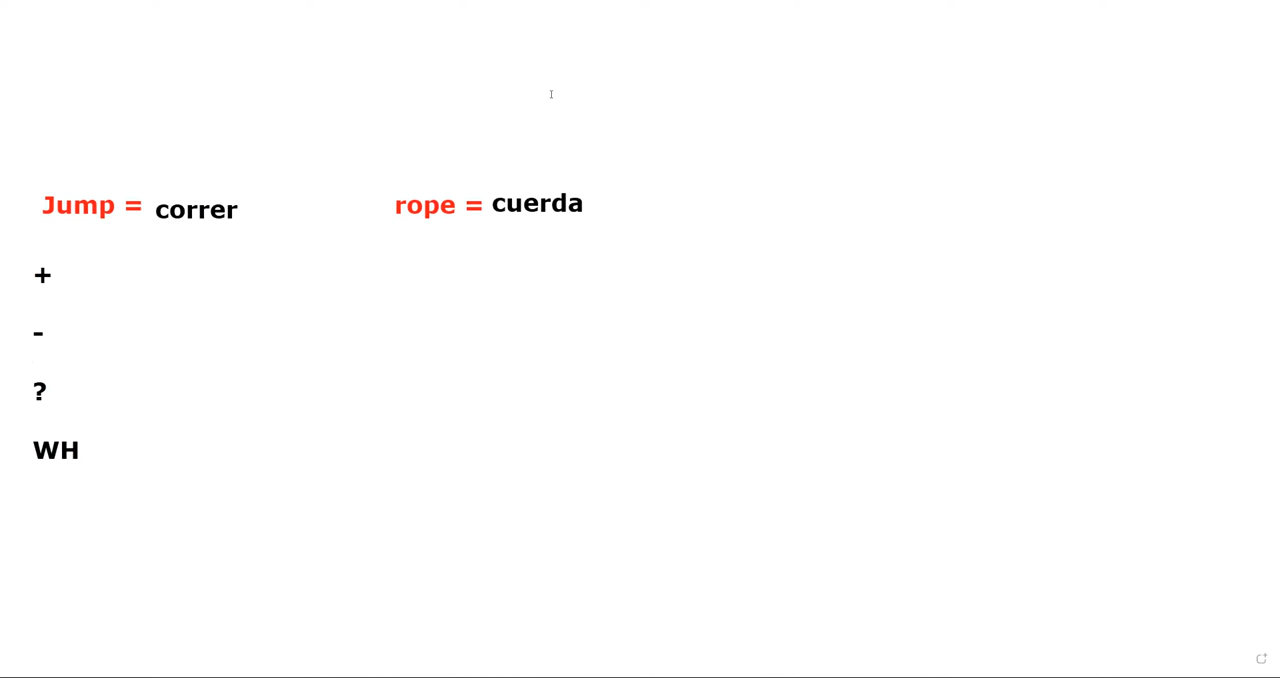 Jump = correr rope = cuerda
+
-
?
WH